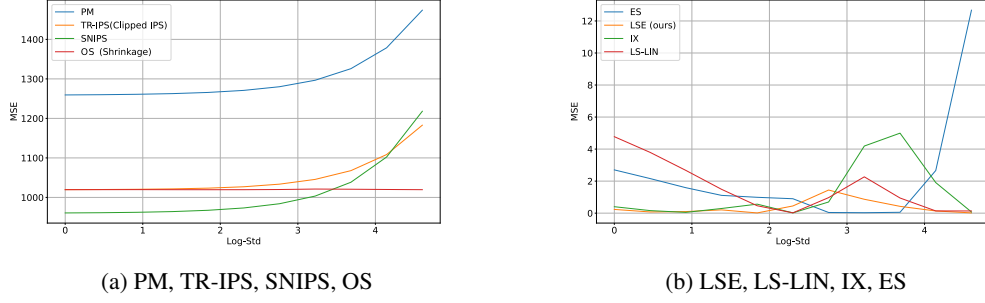 PM
TR-IPS(Clipped IPS)
SNIPS
OS (Shrinkage)
1400
1300
1200
1100
1000
MSE
0 1 2 3 4
Log-Std
(a) PM, TR-IPS, SNIPS, OS
ES
LSE (ours)
IX
LS-LIN
12
10
8
6
4
2
0
MSE
0 1 2 3 4
Log-Std
(b) LSE, LS-LIN, IX, ES